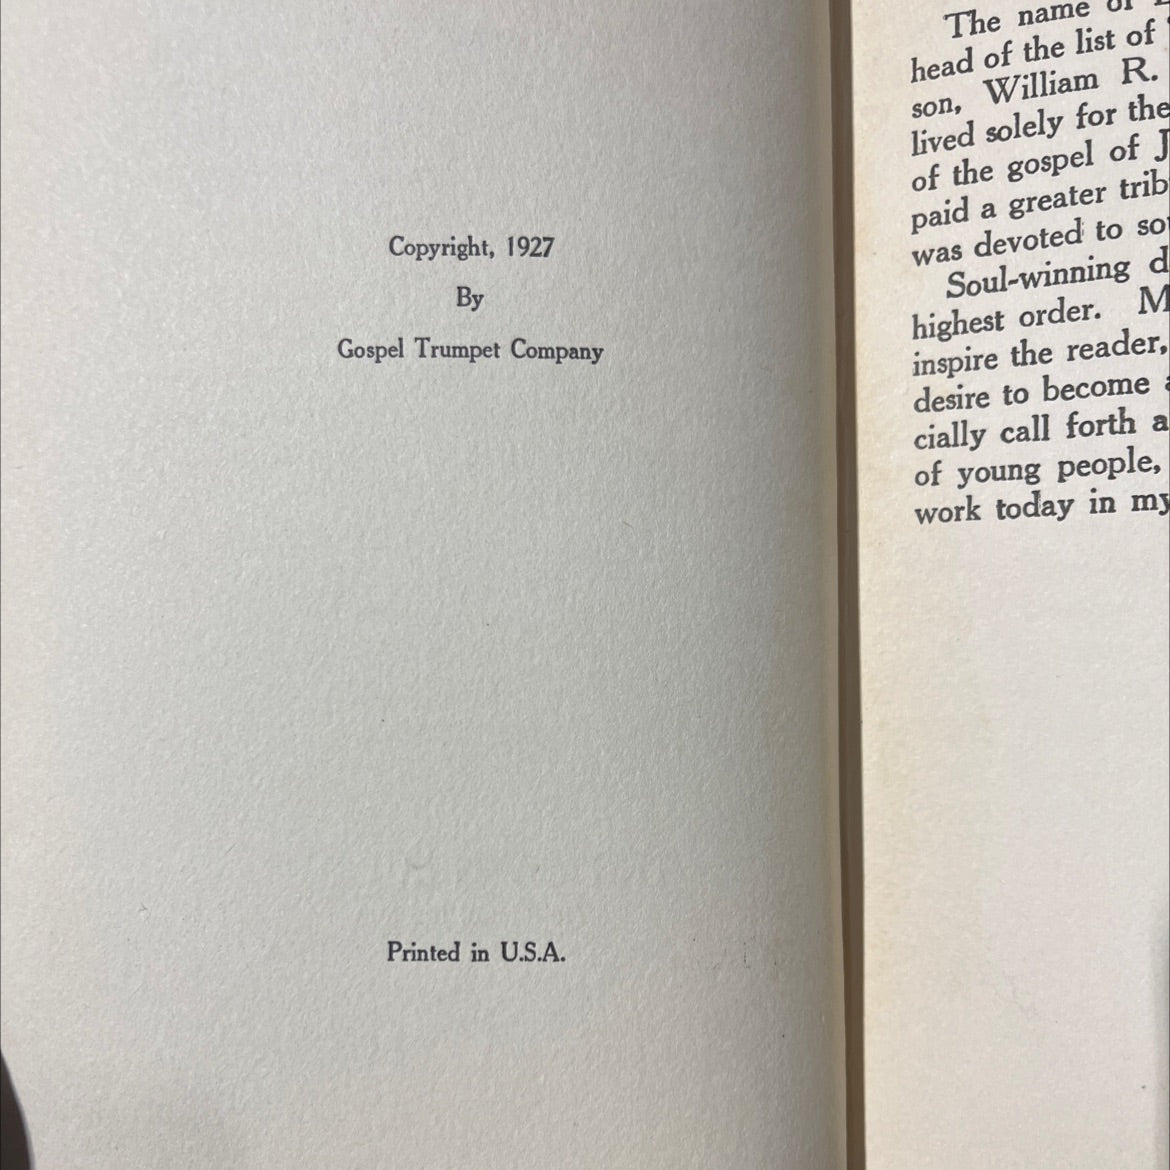 Copyright, 1927
By
Gospel Trumpet Company
Printed in U.S.A.
The name of
head of the list of
son, William R.
lived solely for the
of the gospel of J
paid a greater trib
was devoted to so
Soul-winning d
highest order. M
inspire the reader,
desire to become
cially call forth a
of young people,
work today in my